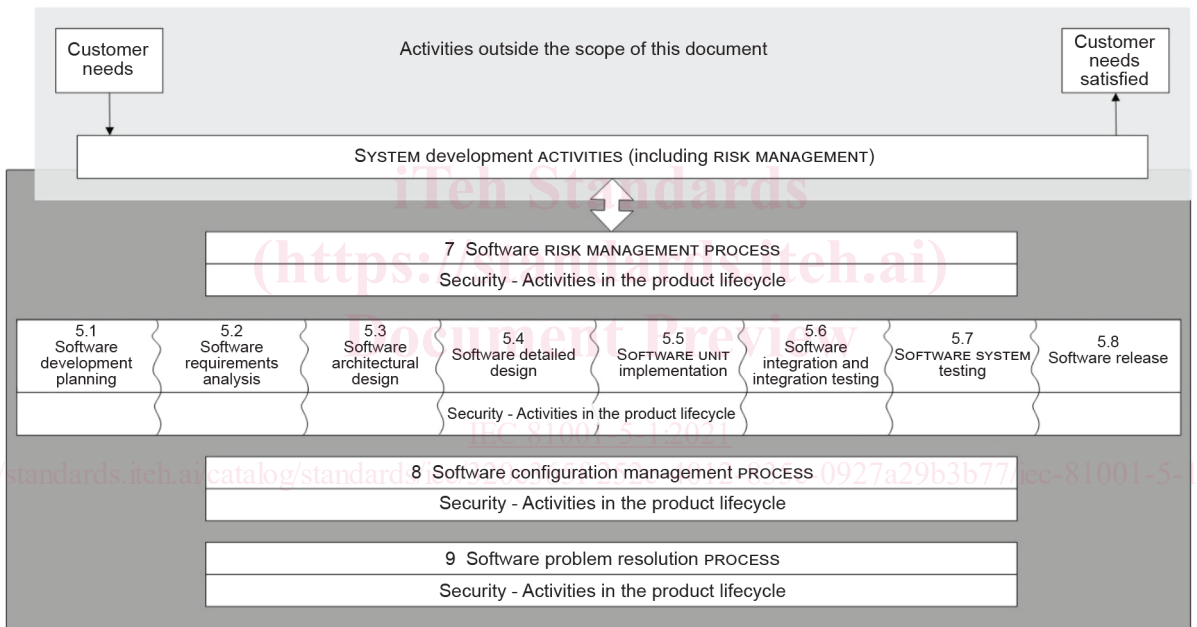 Customer
needs
Activities outside the scope of this document
Customer
needs
satisfied
SYSTEM development ACTIVITIES (including RISK MANAGEMENT)
iTeh Standards
7 Software RISK MANAGEMENT PROCESS
(https://standards.iteh.ai)
Security - Activities in the product lifecycle
Document Preview
5.1
Software
development
planning
5.2
Software
requirements
analysis
5.3
Software
architectural
design
5.4
Software detailed
design
5.5
SOFTWARE UNIT
implementation
5.6
Software
integration and
integration testing
5.7
SOFTWARE SYSTEM
testing
5.8
Software release
Security - Activities in the product lifecycle
IEC 81001-5-1:2021
8 Software configuration management PROCESS
Security - Activities in the product lifecycle
9 Software problem resolution PROCESS
Security - Activities in the product lifecycle